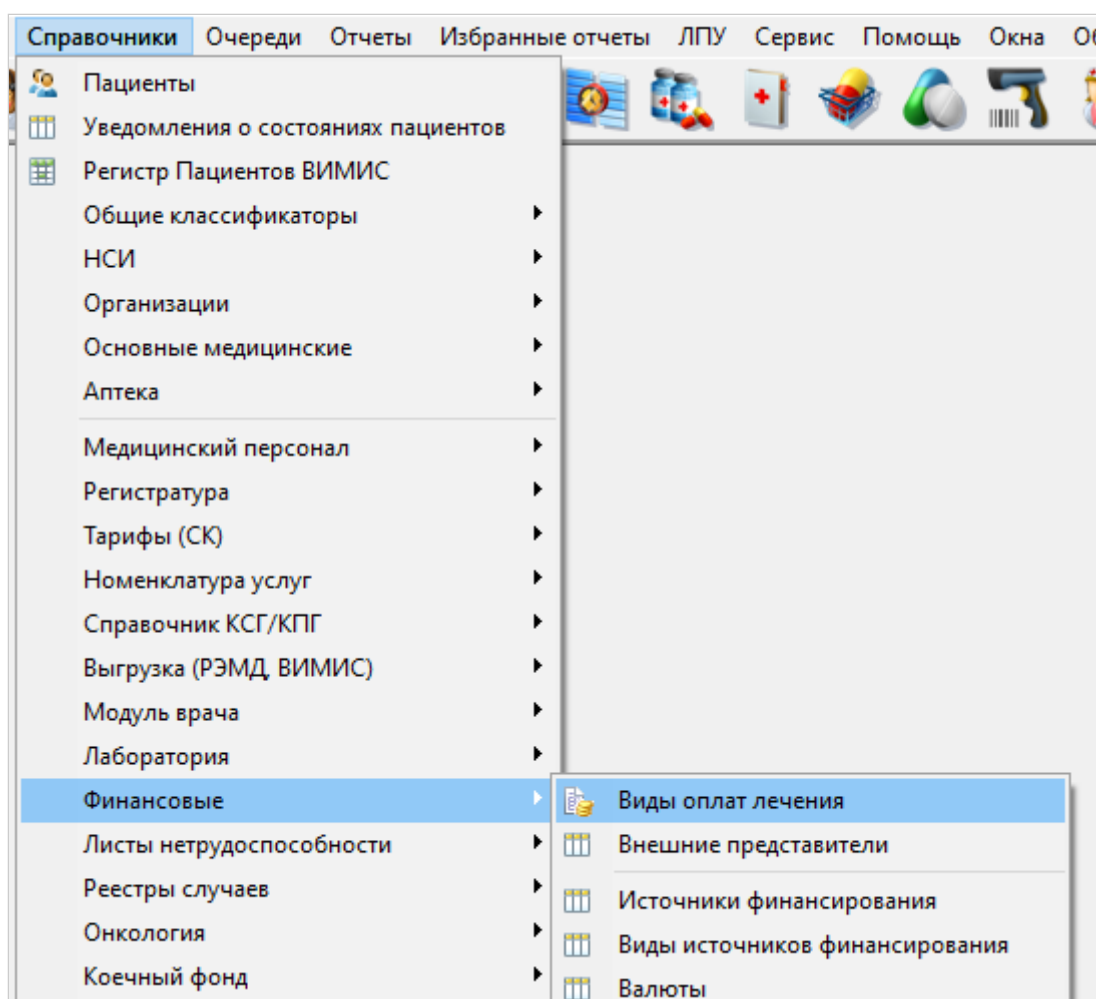 Справочники Очереди Отчеты Избранные отчеты ЛПУ Сервис Помощь Окна
Пациенты
Уведомления о состояниях пациентов
Регистр Пациентов ВИМИС
Общие классификаторы
НСИ
Организации
Основные медицинские
Аптека
Медицинский персонал
Регистратура
Тарифы (СК)
Номенклатура услуг
Справочник КСГ/КПГ
Выгрузка (РЭМД, ВИМИС)
Модуль врача
Лаборатория
Финансовые
Виды оплат лечения
Листы нетрудоспособности
Внешние представители
Реестры случаев
Источники финансирования
Онкология
Виды источников финансирования
Коечный фонд
Валюты